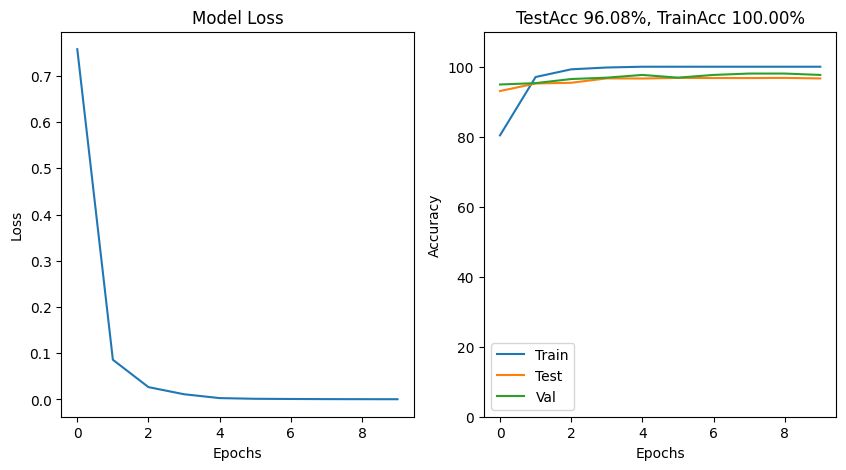 Model Loss
0.7
0.6
0.5
0.4
0.3
0.2
0.1
0.0
Loss
0 2 4 6 8
Epochs
TestAcc 96.08%, TrainAcc 100.00%
100
80
60
40
20
0
Accuracy
Train
Test
Val
0 2 4 6 8
Epochs